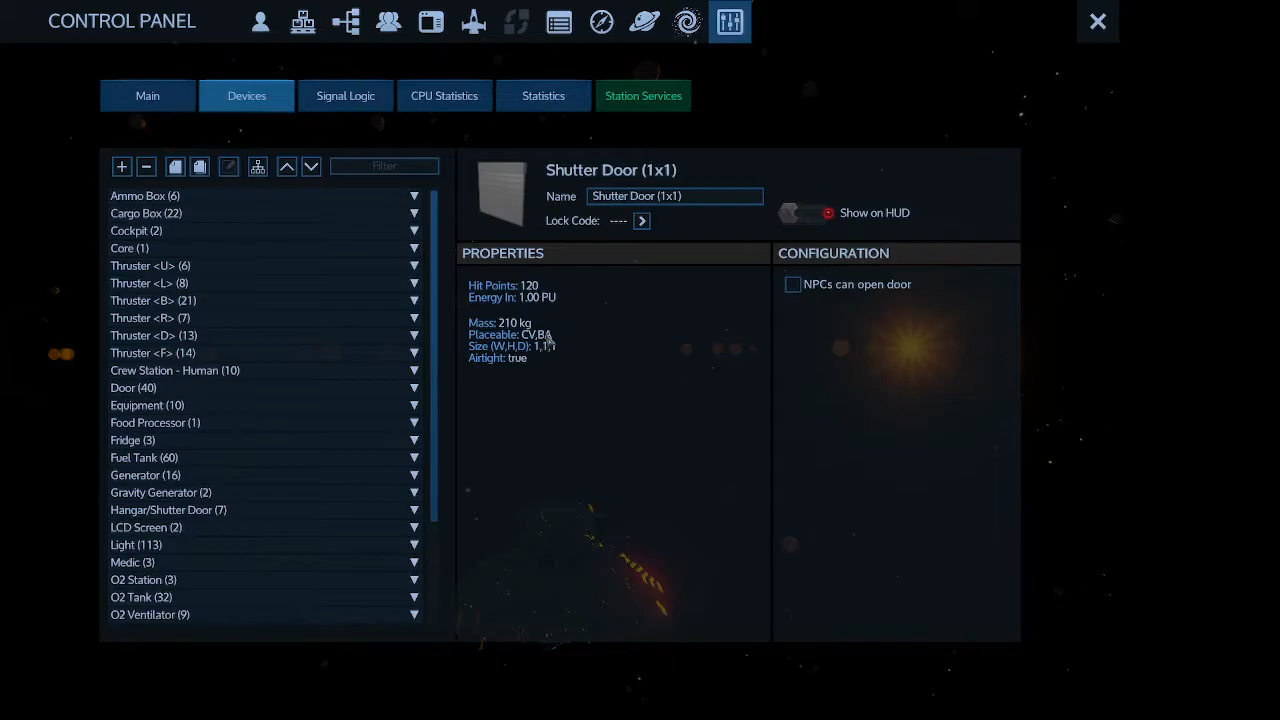 CONTROL PANEL
Main
Devices
Signal Logic
CPU Statistics
Statistics
Station Services
Filter
Ammo Box (6)
Cargo Box (22)
Cockpit (2)
Core (1)
Thruster <U> (6)
Thruster <L> (8)
Thruster <B> (21)
Thruster <R> (7)
Thruster <D> (13)
Thruster <F> (14)
Crew Station - Human (10)
Door (40)
Equipment (10)
Food Processor (1)
Fridge (3)
Fuel Tank (60)
Generator (16)
Gravity Generator (2)
Hangar/Shutter Door (7)
LCD Screen (2)
Light (113)
Medic (3)
O2 Station (3)
O2 Tank (32)
O2 Ventilator (9)
Shutter Door (1x1)
Name Shutter Door (1x1)
Lock Code: ----
Show on HUD
PROPERTIES
Hit Points: 120
Energy In: 1.00 PU
Mass: 210 kg
Placeable: CV,BA
Size (W,H,D): 1,1,1
Airtight: true
CONFIGURATION
NPCs can open door